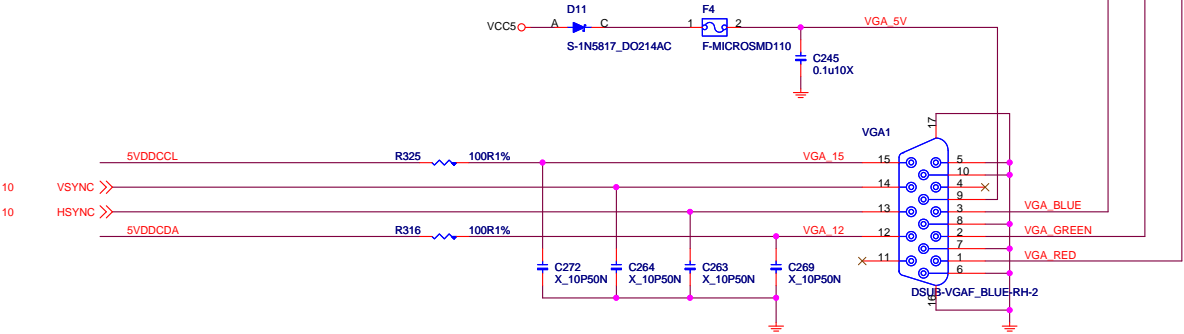 D11
F4
VCC5 A C 1 2 VGA_5V
S-1N5817_DO214AC
F-MICROSMD110
C245
0.1u10X
17
VGA1
5VDDCCL R325 100R1% VGA_15 15 5
10
10 VSYNC 14 4
9
10 HSYNC 13 3 VGA_BLUE
8
5VDDCDA R316 100R1% VGA_12 12 2 VGA_GREEN
7
11 1 VGA_RED
C272 C264 C263 C269 6
X_10P50N X_10P50N X_10P50N X_10P50N
DSUB-VGAF_BLUE-RH-2
16